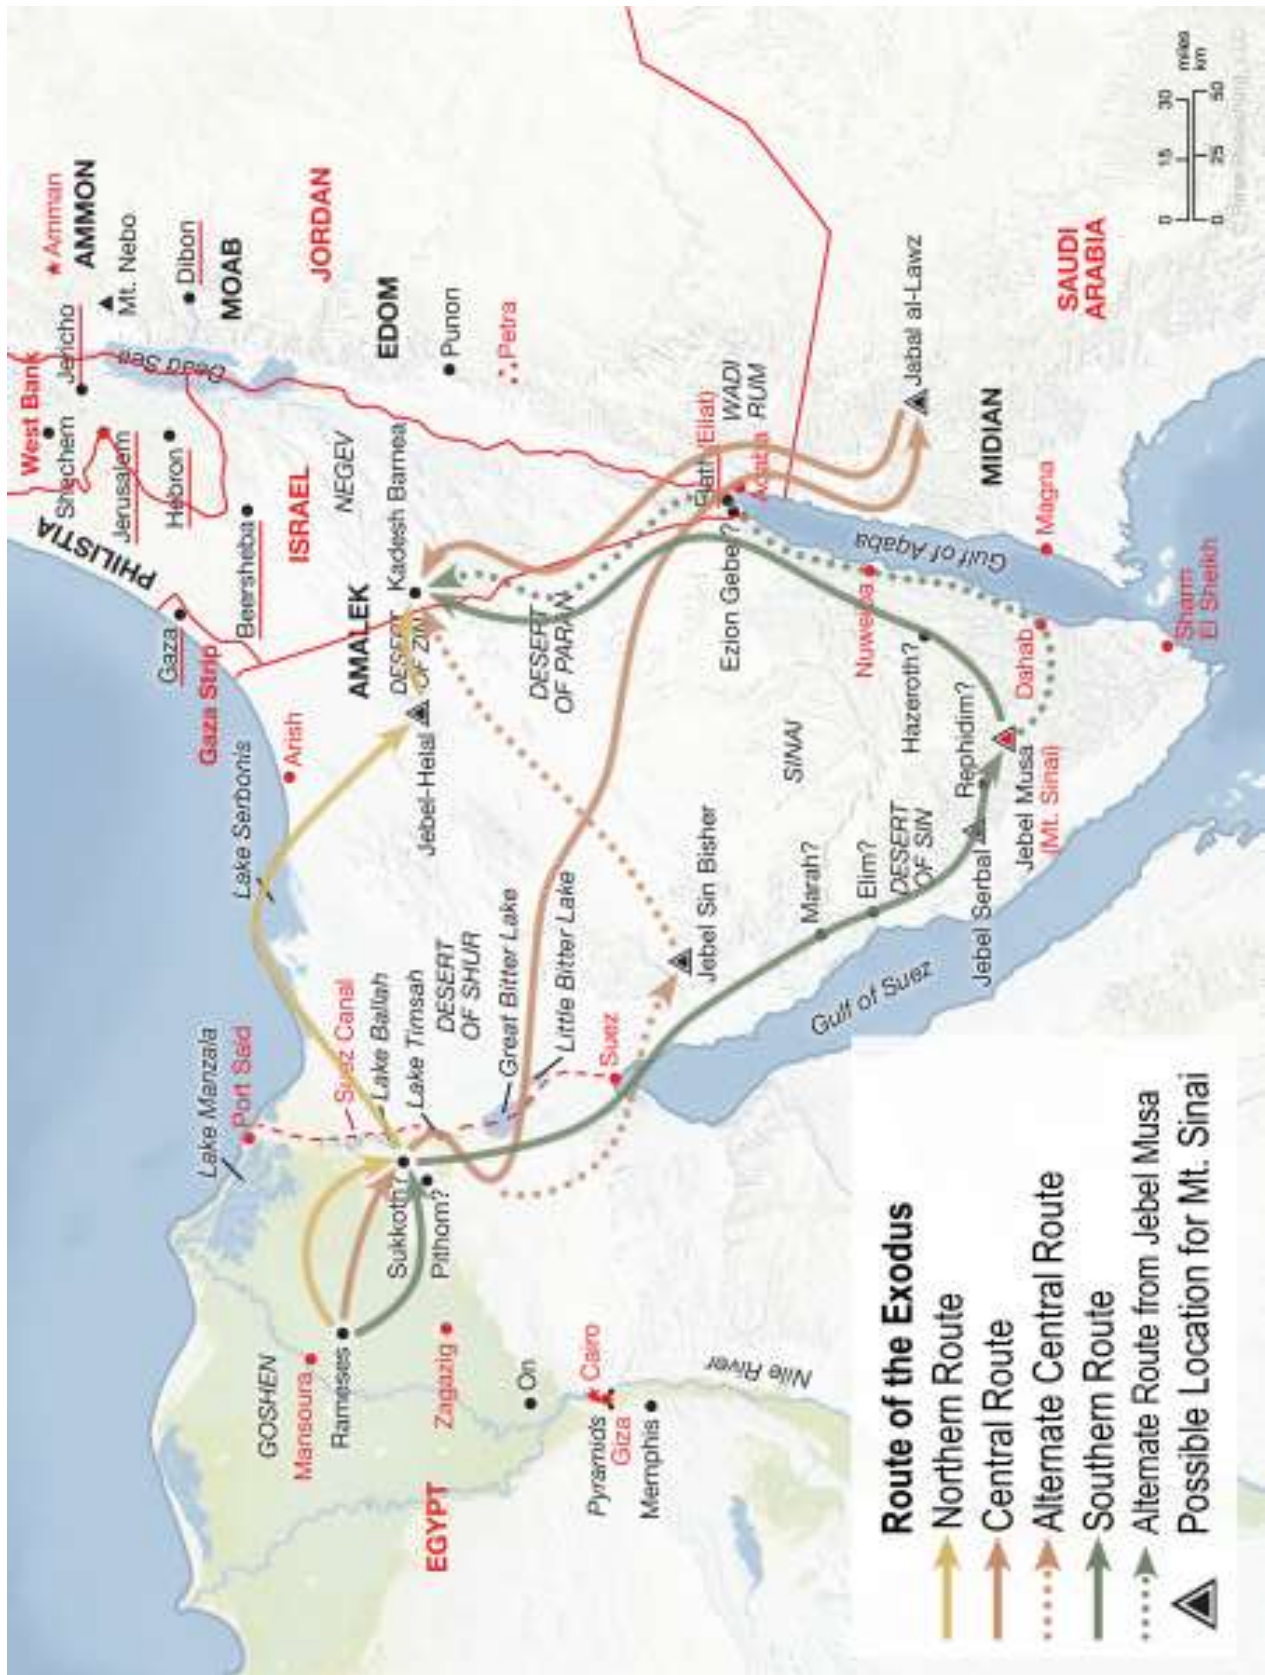 West Bank
Shechem
Jericho
★Amman
AMMON
Mt. Nebo
Jerusalem
Hebron
Dead Sea
Dibon
MOAB
PHILISTIA
Gaza
Gaza Strip
Beersheba
ISRAEL
NEGEV
JORDAN
Lake Serbonis
Arish
AMALEK
DESERT
OF ZIN
Kadesh Barnea
EDOM
Punon
Petra
Jebel-Helal
Lake Manzala
Port Said
Suez Canal
Lake Ballah
Lake Timsah
DESERT
OF SHUR
DESERT
OF PARAN
Great Bitter Lake
Little Bitter Lake
GOSHEN
Mansoura
Rameses
Sukkoth?
Pithom?
EGYPT
Zagazig
On
Pyramids
Giza
Cairo
Memphis
Nile River
Suez
Jebel Sin Bisher
Gulf of Suez
SINAI
Marah?
Elim?
DESERT
OF SIN
Jebel Serbal
Rephidim?
Hazeroth?
Jebel Musa
(Mt. Sinai)
Dahab
Nuweiba
Sharm
El Sheikh
Magna
Gulf of Aqaba
Ezion Geber?
Elath
(Eilat)
Aqaba
WADI
RUM
Jabal al-Lawz
MIDIAN
SAUDI
ARABIA
0 15 30 miles
0 25 50 km
Route of the Exodus
Northern Route
Central Route
Alternate Central Route
Southern Route
Alternate Route from Jebel Musa
Possible Location for Mt. Sinai